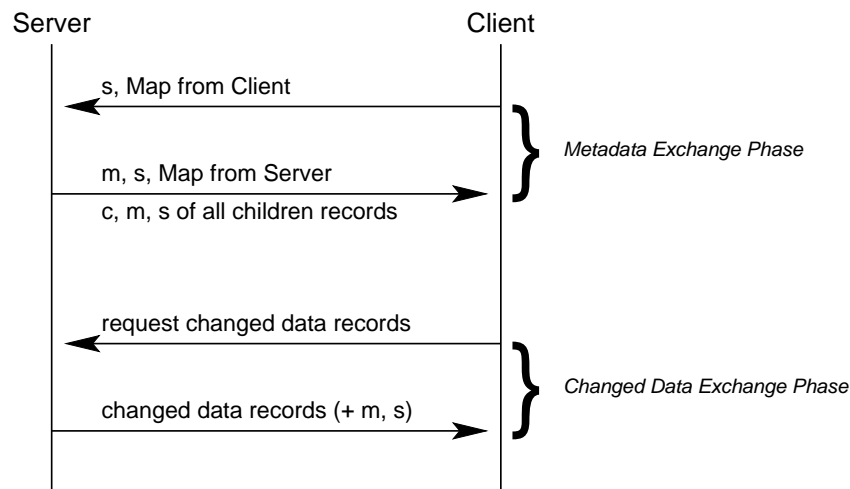 Server
Client
s, Map from Client
Metadata Exchange Phase
m, s, Map from Server
c, m, s of all children records
request changed data records
Changed Data Exchange Phase
changed data records (+ m, s)